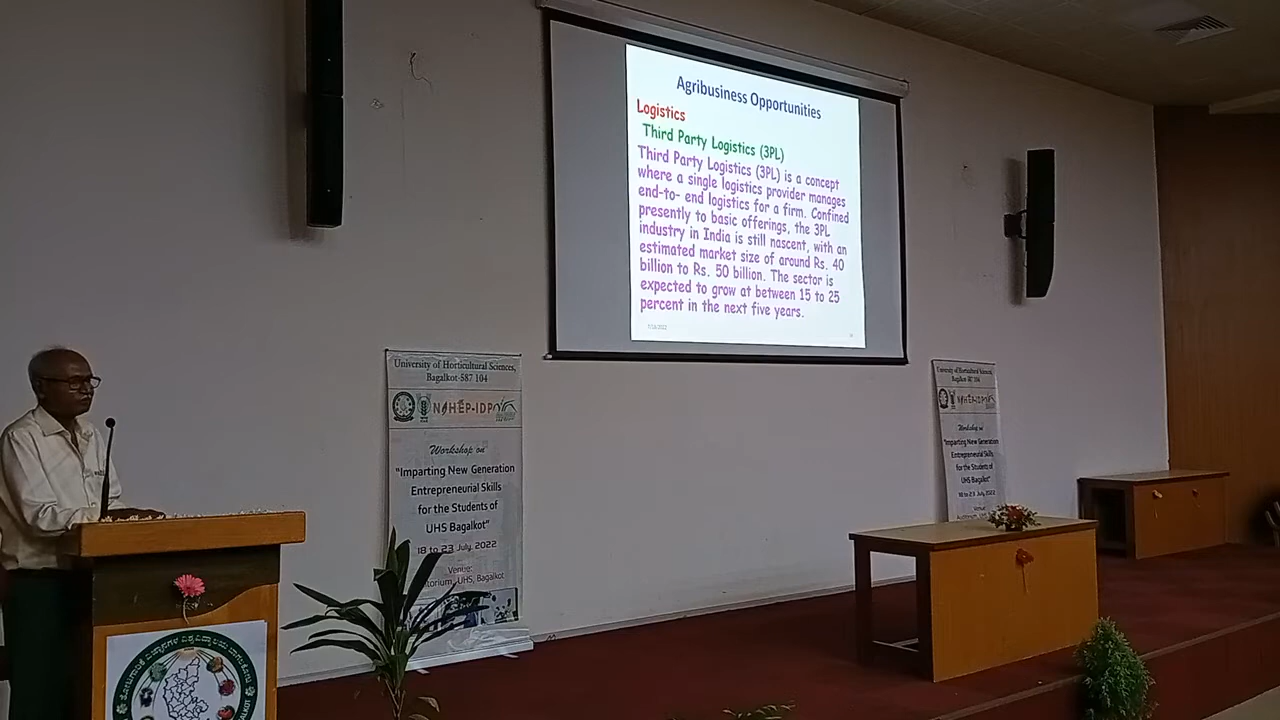 Agribusiness Opportunities
Logistics
Third Party Logistics (3PL)
Third Party Logistics (3PL) is a concept
where a single logistics provider manages
end-to- end logistics for a firm. Confined
presently to basic offerings, the 3PL
industry in India is still nascent, with an
estimated market size of around Rs. 40
billion to Rs. 50 billion. The sector is
expected to grow at between 15 to 25
percent in the next five years.
University of Horticultural Sciences,
Bagalkot-587 104
NAHEP-IDP
Workshop on
"Imparting New Generation
Entrepreneurial Skills
for the Students of
UHS Bagalkot"
18 to 23 July, 2022
Venue:
UHS, Bagalkot
University of Horticultural Sciences,
Bagalkot-587 104
NAHEP-IDP
Workshop on
"Imparting New Generation
Entrepreneurial Skills
for the Students of
UHS Bagalkot"
18 to 23 July, 2022
Venue